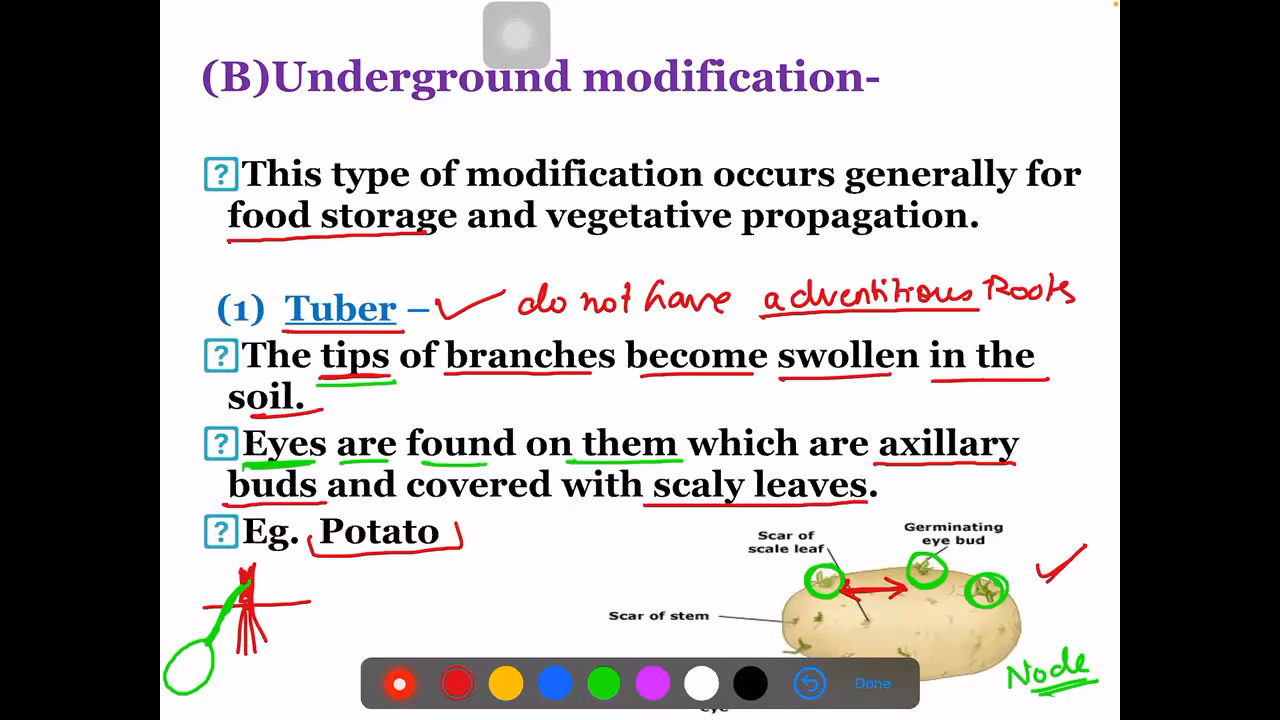 (B)Underground modification-
?This type of modification occurs generally for
food storage and vegetative propagation.
(1) Tuber – do not have adventitious Roots
?The tips of branches become swollen in the
soil.
?Eyes are found on them which are axillary
buds and covered with scaly leaves.
?Eg. Potato
Scar of
scale leaf
Germinating
eye bud
Scar of stem
Node
Done
eye